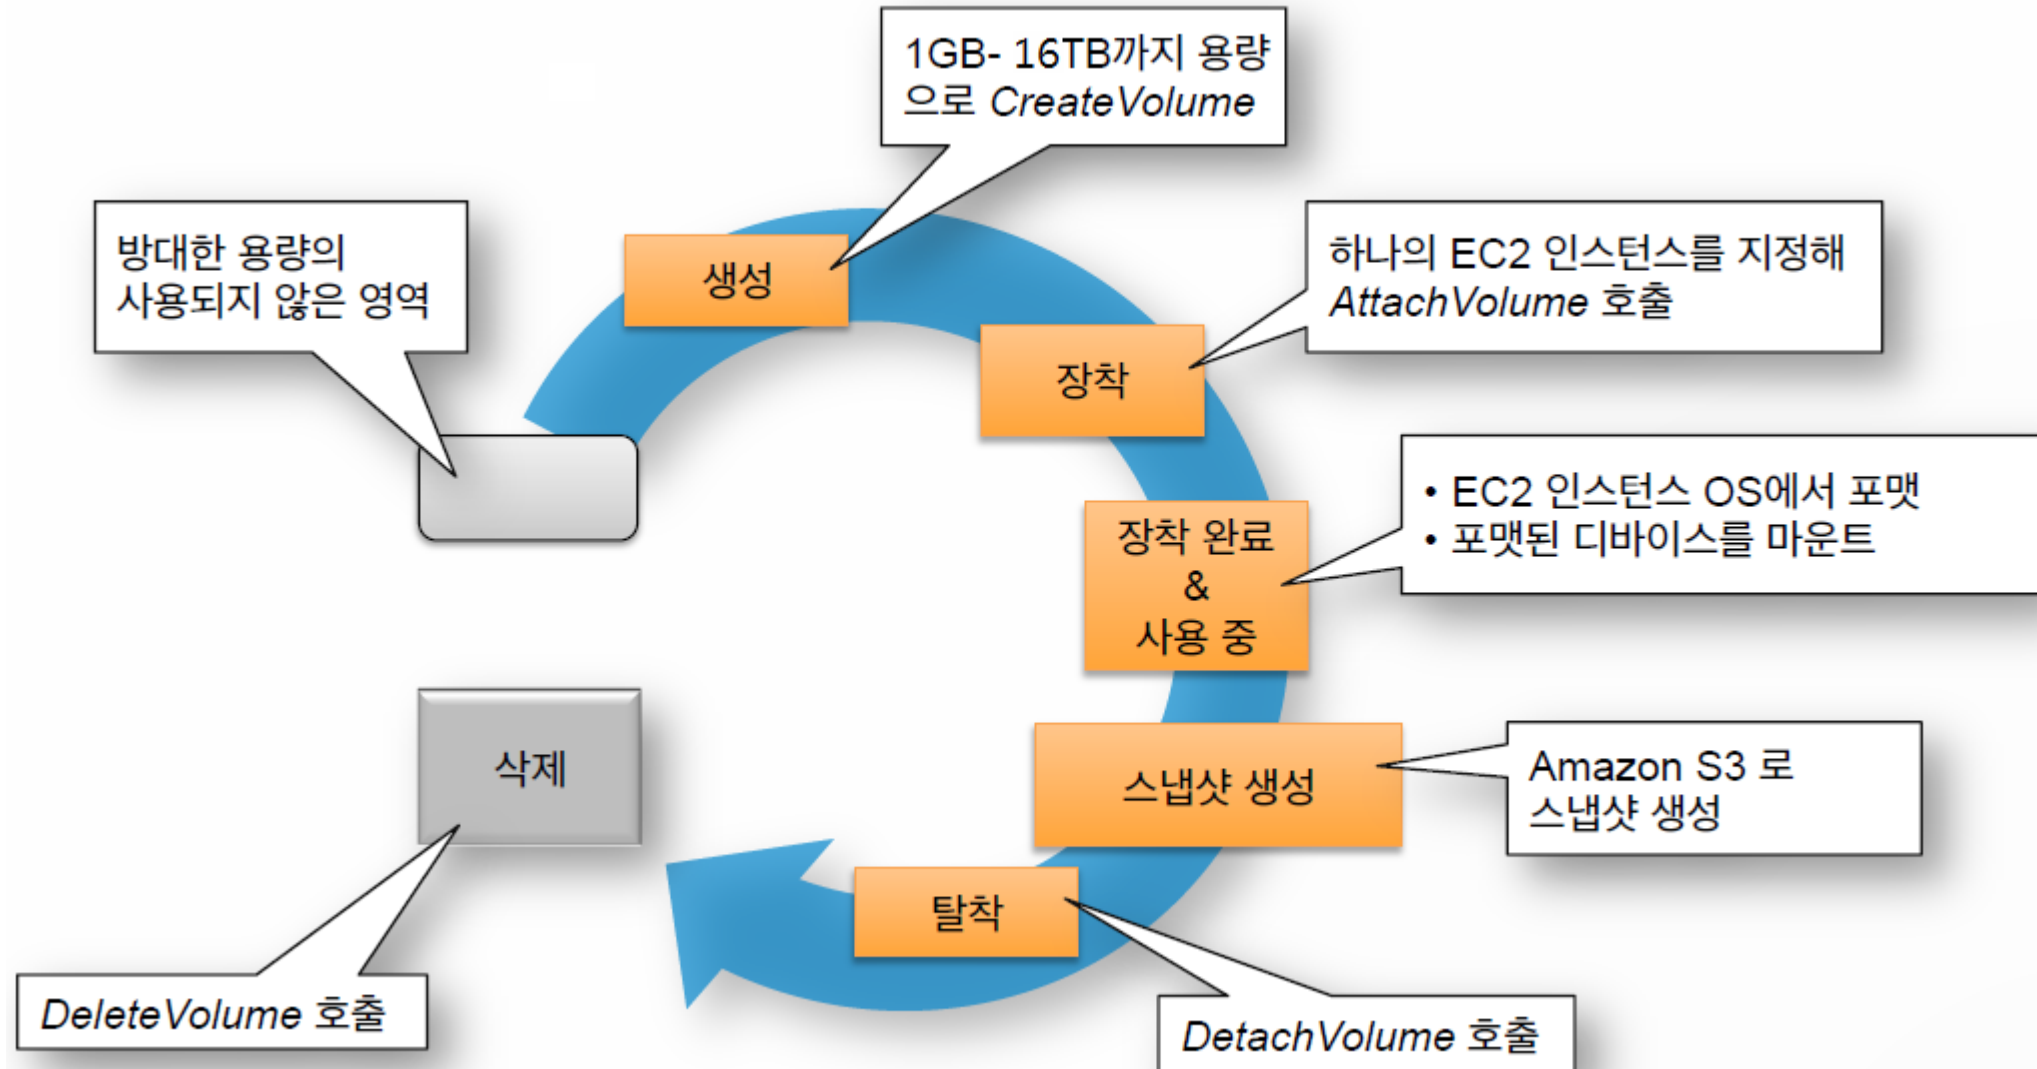 1GB- 16TB까지 용량
으로 CreateVolume
방대한 용량의
사용되지 않은 영역
생성
하나의 EC2 인스턴스를 지정해
AttachVolume 호출
장착
• EC2 인스턴스 OS에서 포맷
• 포맷된 디바이스를 마운트
장착 완료
&
사용 중
Amazon S3 로
스냅샷 생성
스냅샷 생성
삭제
탈착
DeleteVolume 호출
DetachVolume 호출